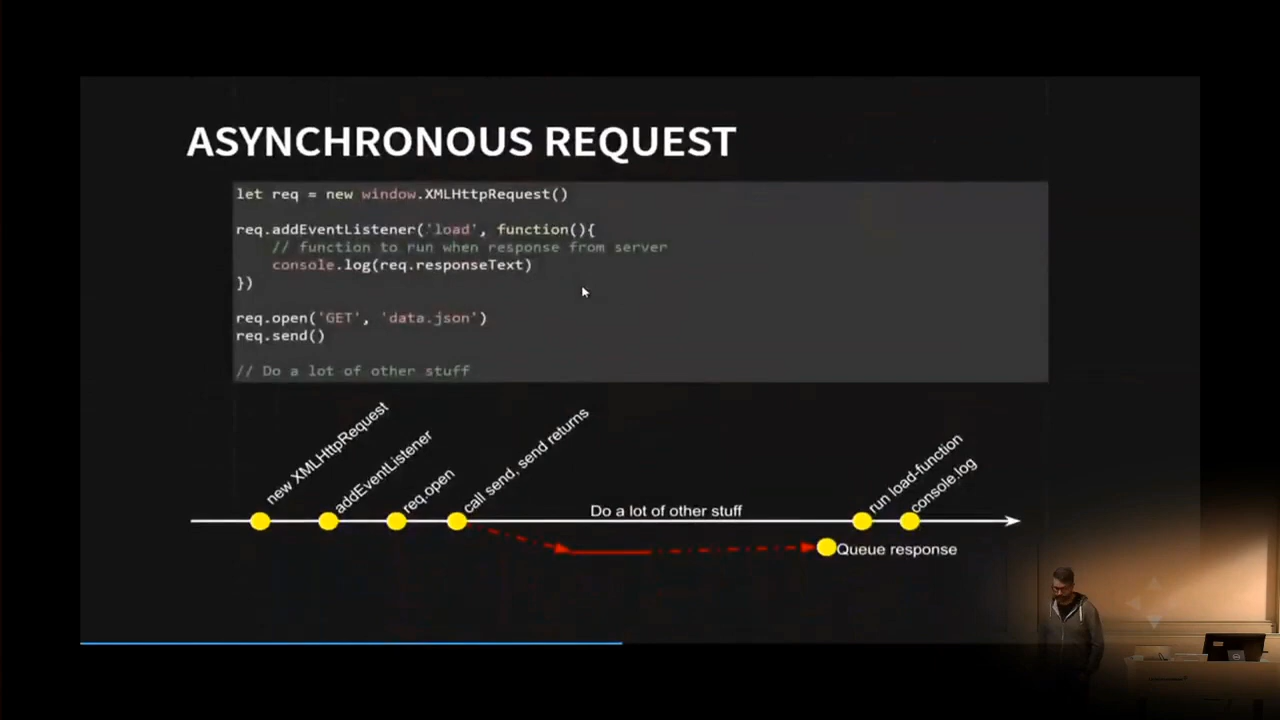 ASYNCHRONOUS REQUEST
let req = new window.XMLHttpRequest()
req.addEventListener('load', function(){
// function to run when response from server
console.log(req.responseText)
})
req.open('GET', 'data.json')
req.send()
// Do a lot of other stuff
new XMLHttpRequest
addEventListener
req.open
call send, send returns
Do a lot of other stuff
run load-function
console.log
Queue response